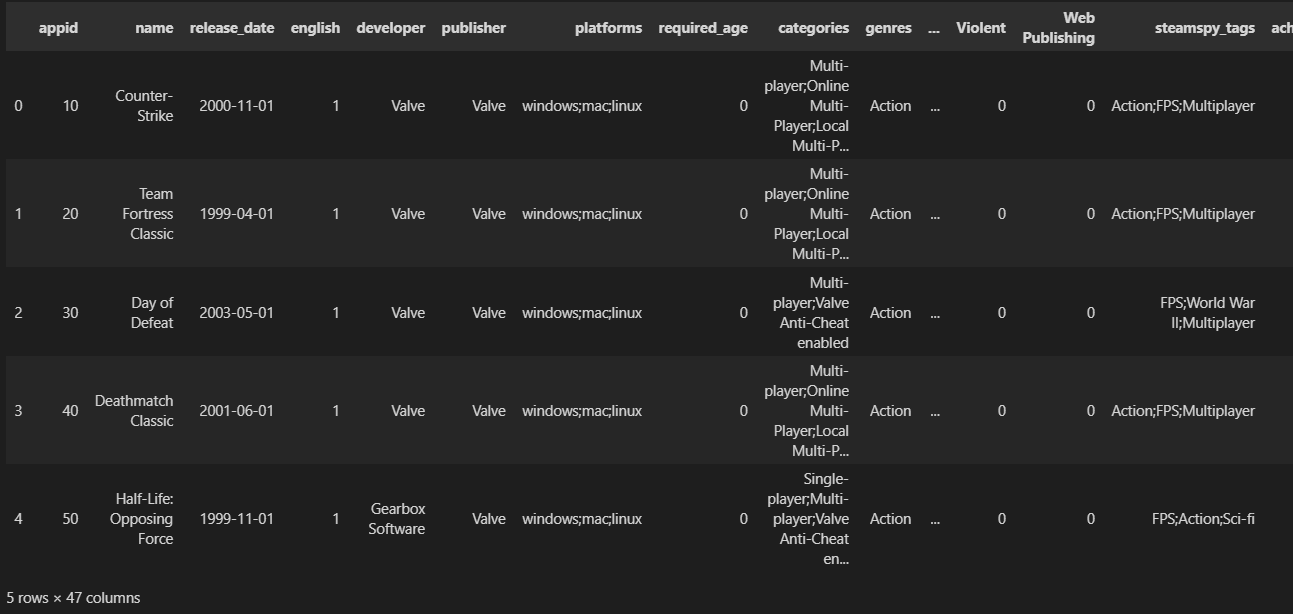 appid name release_date english developer publisher platforms required_age categories genres ... Violent Web Publishing steamspy_tags ach
0 10 Counter-Strike 2000-11-01 1 Valve Valve windows;mac;linux 0 Multi-player;Online Multi-Player;Local Multi-P... Action ... 0 0 Action;FPS;Multiplayer
1 20 Team Fortress Classic 1999-04-01 1 Valve Valve windows;mac;linux 0 Multi-player;Online Multi-Player;Local Multi-P... Action ... 0 0 Action;FPS;Multiplayer
2 30 Day of Defeat 2003-05-01 1 Valve Valve windows;mac;linux 0 Multi-player;Valve Anti-Cheat enabled Action ... 0 0 FPS;World War II;Multiplayer
3 40 Deathmatch Classic 2001-06-01 1 Valve Valve windows;mac;linux 0 Multi-player;Online Multi-Player;Local Multi-P... Action ... 0 0 Action;FPS;Multiplayer
4 50 Half-Life: Opposing Force 1999-11-01 1 Gearbox Software Valve windows;mac;linux 0 Single-player;Multi-player;Valve Anti-Cheat en... Action ... 0 0 FPS;Action;Sci-fi
5 rows × 47 columns